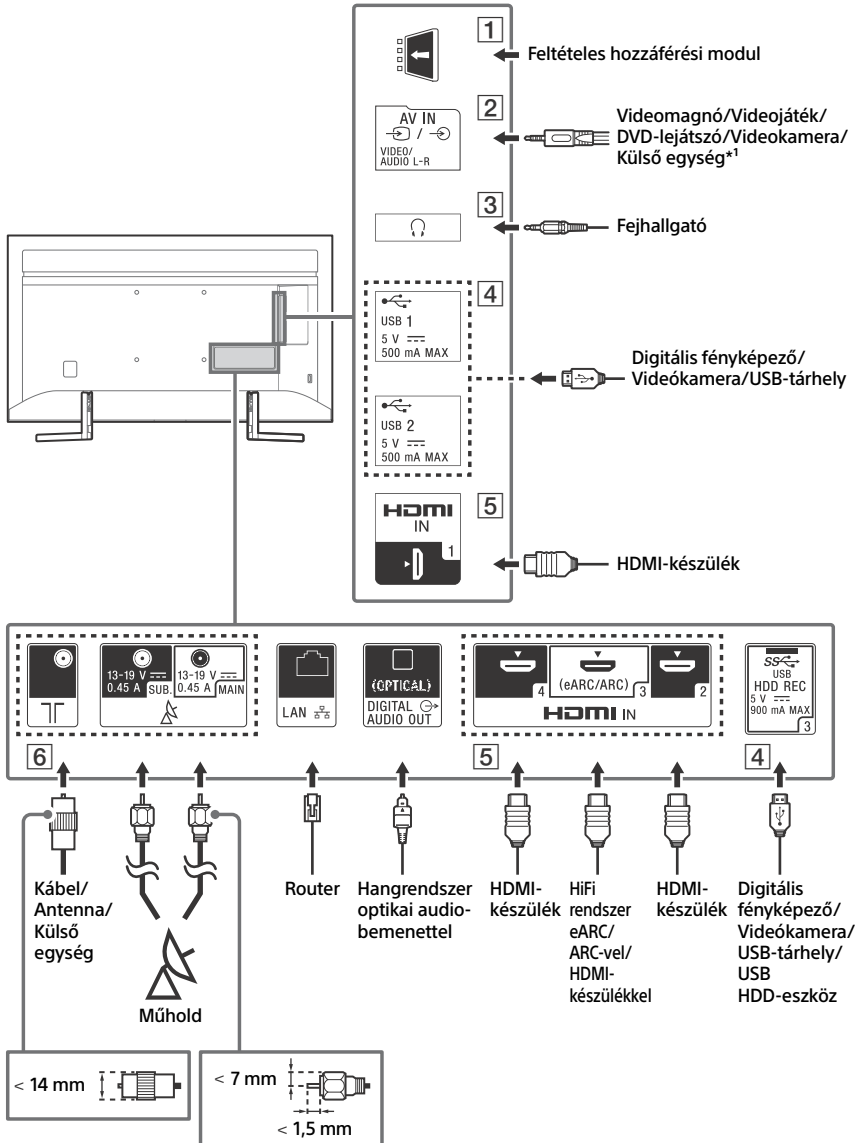 1
Feltételes hozzáférési modul
2
AV IN
/
VIDEO/
AUDIO L-R
Videomagnó/Videojáték/
DVD-lejátszó/Videokamera/
Külső egység*1
3
Fejhallgató
4
USB 1
5 V
500 mA MAX
USB 2
5 V
500 mA MAX
Digitális fényképező/
Videókamera/USB-tárhely
5
HDMI
IN
1
HDMI-készülék
13-19 V
0.45 A SUB.
13-19 V
0.45 A MAIN
LAN
(OPTICAL)
DIGITAL
AUDIO OUT
4
(eARC/ARC) 3
2
HDMI IN
SS
USB
HDD REC
5 V
900 mA MAX
3
6
5
4
Kábel/
Antenna/
Külső
egység
Műhold
Router
Hangrendszer
optikai audio-
bemenettel
HDMI-
készülék
HiFi
rendszer
eARC/
ARC-vel/
HDMI-
készülékkel
HDMI-
készülék
Digitális
fényképező/
Videókamera/
USB-tárhely/
USB
HDD-eszköz
< 14 mm
< 7 mm
< 1,5 mm